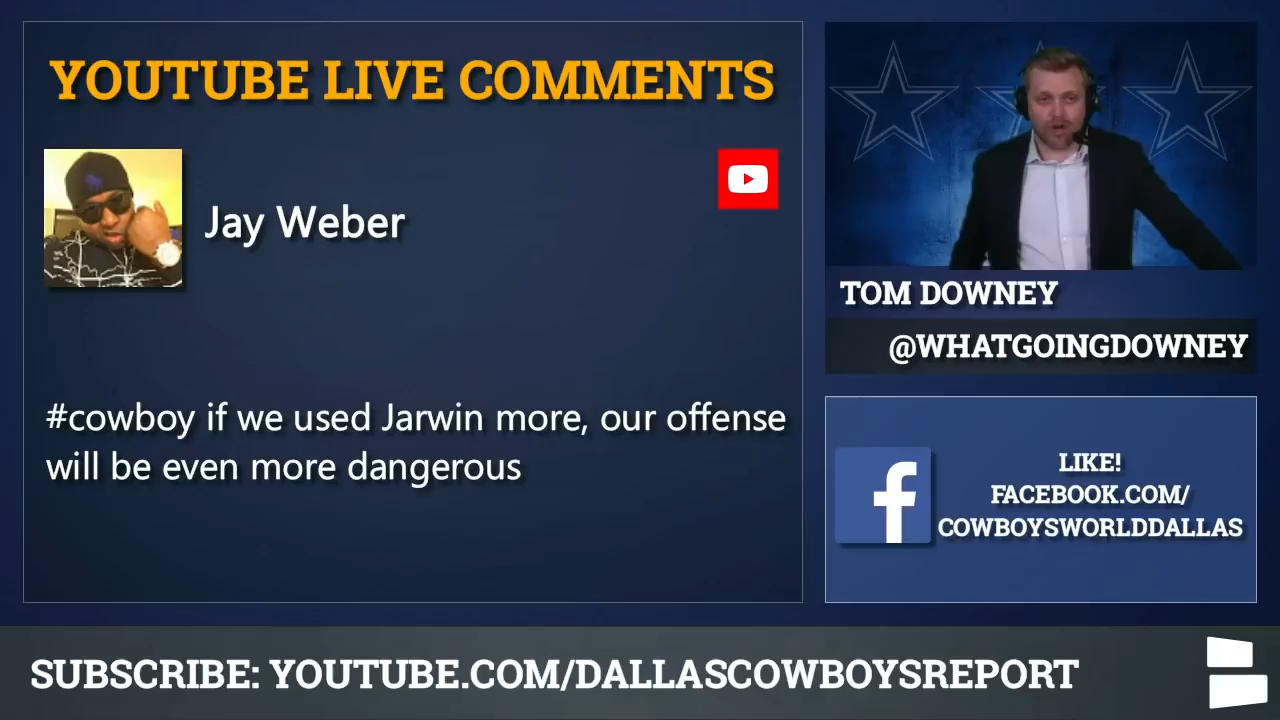 YOUTUBE LIVE COMMENTS
Jay Weber
#cowboy if we used Jarwin more, our offense
will be even more dangerous
TOM DOWNEY
@WHATGOINGDOWNEY
LIKE!
FACEBOOK.COM/
COWBOYSWORLDDALLAS
SUBSCRIBE: YOUTUBE.COM/DALLASCOWBOYSREPORT